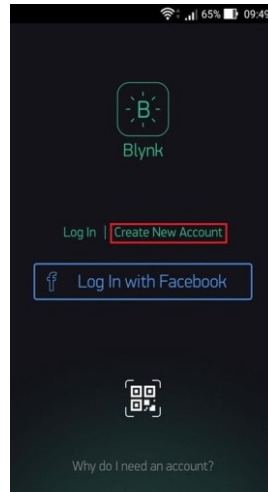 65% 09:49
B
Blynk
Log In | Create New Account
f Log In with Facebook
Why do I need an account?